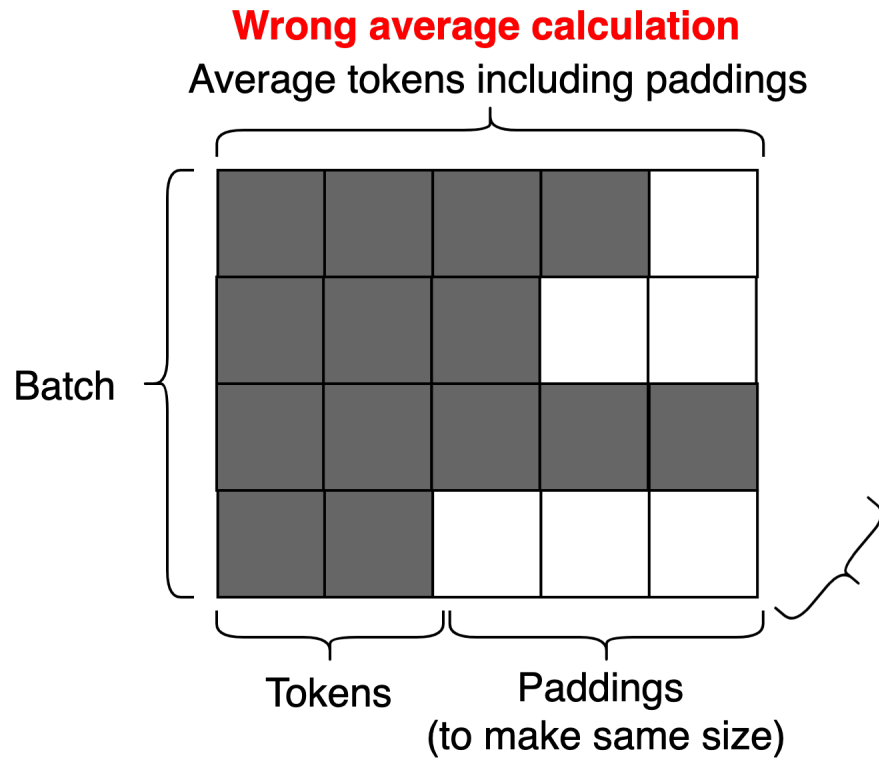 Wrong average calculation
Average tokens including paddings
Batch
Tokens
Paddings
(to make same size)